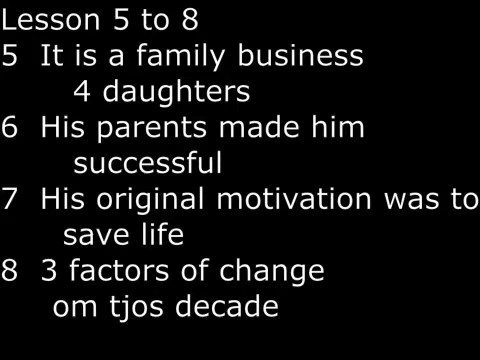 Lesson 5 to 8
5 It is a family business
4 daughters
6 His parents made him
successful
7 His original motivation was to
save life
8 3 factors of change
om tjos decade